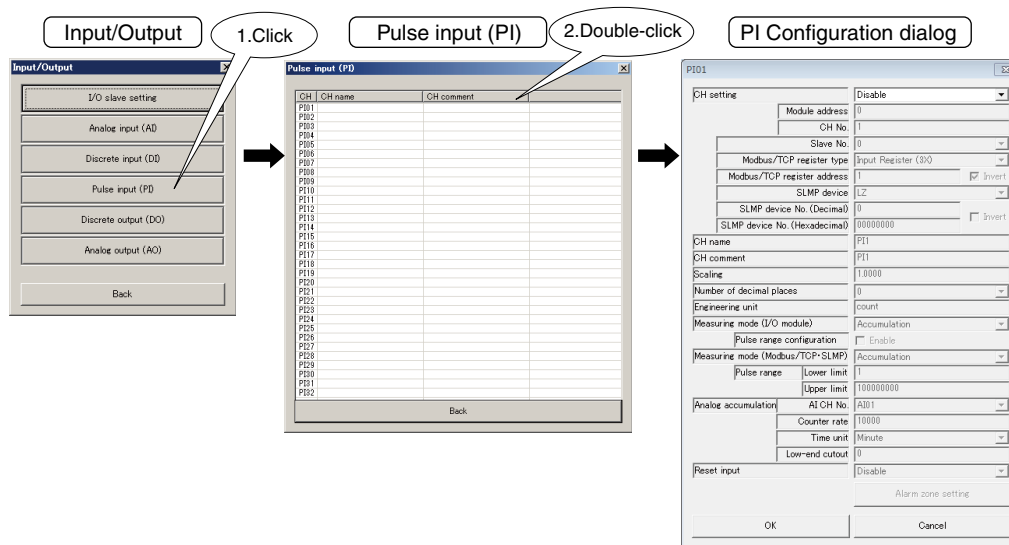 Input/Output
1.Click
Pulse input (PI)
2.Double-click
PI Configuration dialog
Input/Output
I/O slave setting
Analog input (AI)
Discrete input (DI)
Pulse input (PI)
Discrete output (DO)
Analog output (AO)
Back
Pulse input (PI)
CH CH name CH comment
PI01
PI02
PI03
PI04
PI05
PI06
PI07
PI08
PI09
PI10
PI11
PI12
PI13
PI14
PI15
PI16
PI17
PI18
PI19
PI20
PI21
PI22
PI23
PI24
PI25
PI26
PI27
PI28
PI29
PI30
PI31
PI32
Back
PI01
CH setting Disable
Module address 0
CH No. 1
Slave No. 0
Modbus/TCP register type Input Register (3X)
Modbus/TCP register address 1 Invert
SLMP device LZ
SLMP device No. (Decimal) 0 Invert
SLMP device No. (Hexadecimal) 00000000
CH name PI1
CH comment PI1
Scaling 1.0000
Number of decimal places 0
Engineering unit count
Measuring mode (I/O module) Accumulation
Pulse range configuration Enable
Measuring mode (Modbus/TCP・SLMP) Accumulation
Pulse range Lower limit 1
Upper limit 100000000
Analog accumulation AI CH No. AI01
Counter rate 10000
Time unit Minute
Low-end cutout 0
Reset input Disable
Alarm zone setting
OK Cancel